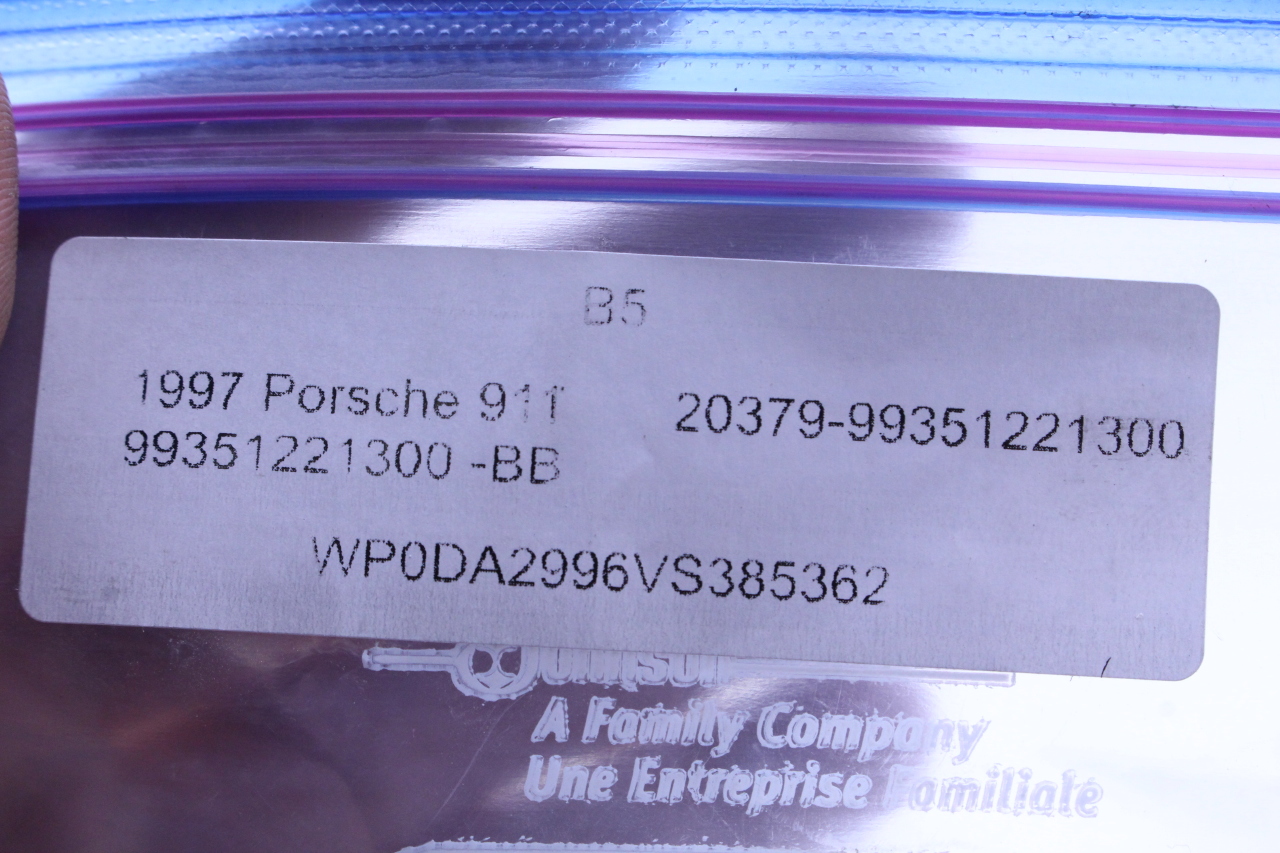 B5
1997 Porsche 911
99351221300 -BB
20379-99351221300
WP0DA2996VS385362
A Family Company
Une Entreprise Familiale